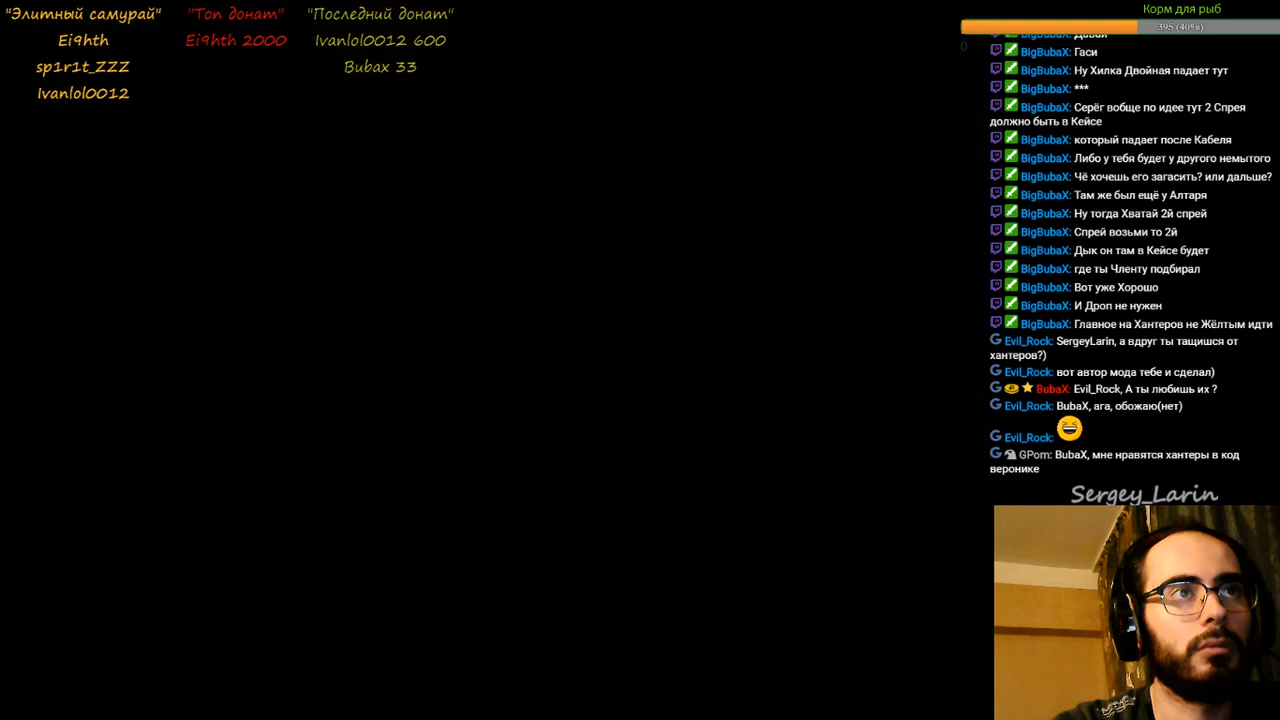 "Элитный самурай"
Ei9hth
sp1r1t_ZZZ
Ivanlol0012
"Топ донат"
Ei9hth 2000
"Последний донат"
Ivanlol0012 600
Bubax 33
Корм для рыб
395 (40%)
0
BigBubaX: Давай
BigBubaX: Гаси
BigBubaX: Ну Хилка Двойная падает тут
BigBubaX: ***
BigBubaX: Серёг вобще по идее тут 2 Спрея
должно быть в Кейсе
BigBubaX: который падает после Кабеля
BigBubaX: Либо у тебя будет у другого немытого
BigBubaX: Чё хочешь его загасить? или дальше?
BigBubaX: Там же был ещё у Алтаря
BigBubaX: Ну тогда Хватай 2й спрей
BigBubaX: Спрей возьми то 2й
BigBubaX: Дык он там в Кейсе будет
BigBubaX: где ты Членту подбирал
BigBubaX: Вот уже Хорошо
BigBubaX: И Дроп не нужен
BigBubaX: Главное на Хантеров не Жёлтым идти
Evil_Rock: SergeyLarin, а вдруг ты тащишся от
хантеров?)
Evil_Rock: вот автор мода тебе и сделал)
BubaX: Evil_Rock, А ты любишь их ?
Evil_Rock: BubaX, ага, обожаю(нет)
Evil_Rock:
GPom: BubaX, мне нравятся хантеры в код
веронике
Sergey_Larin